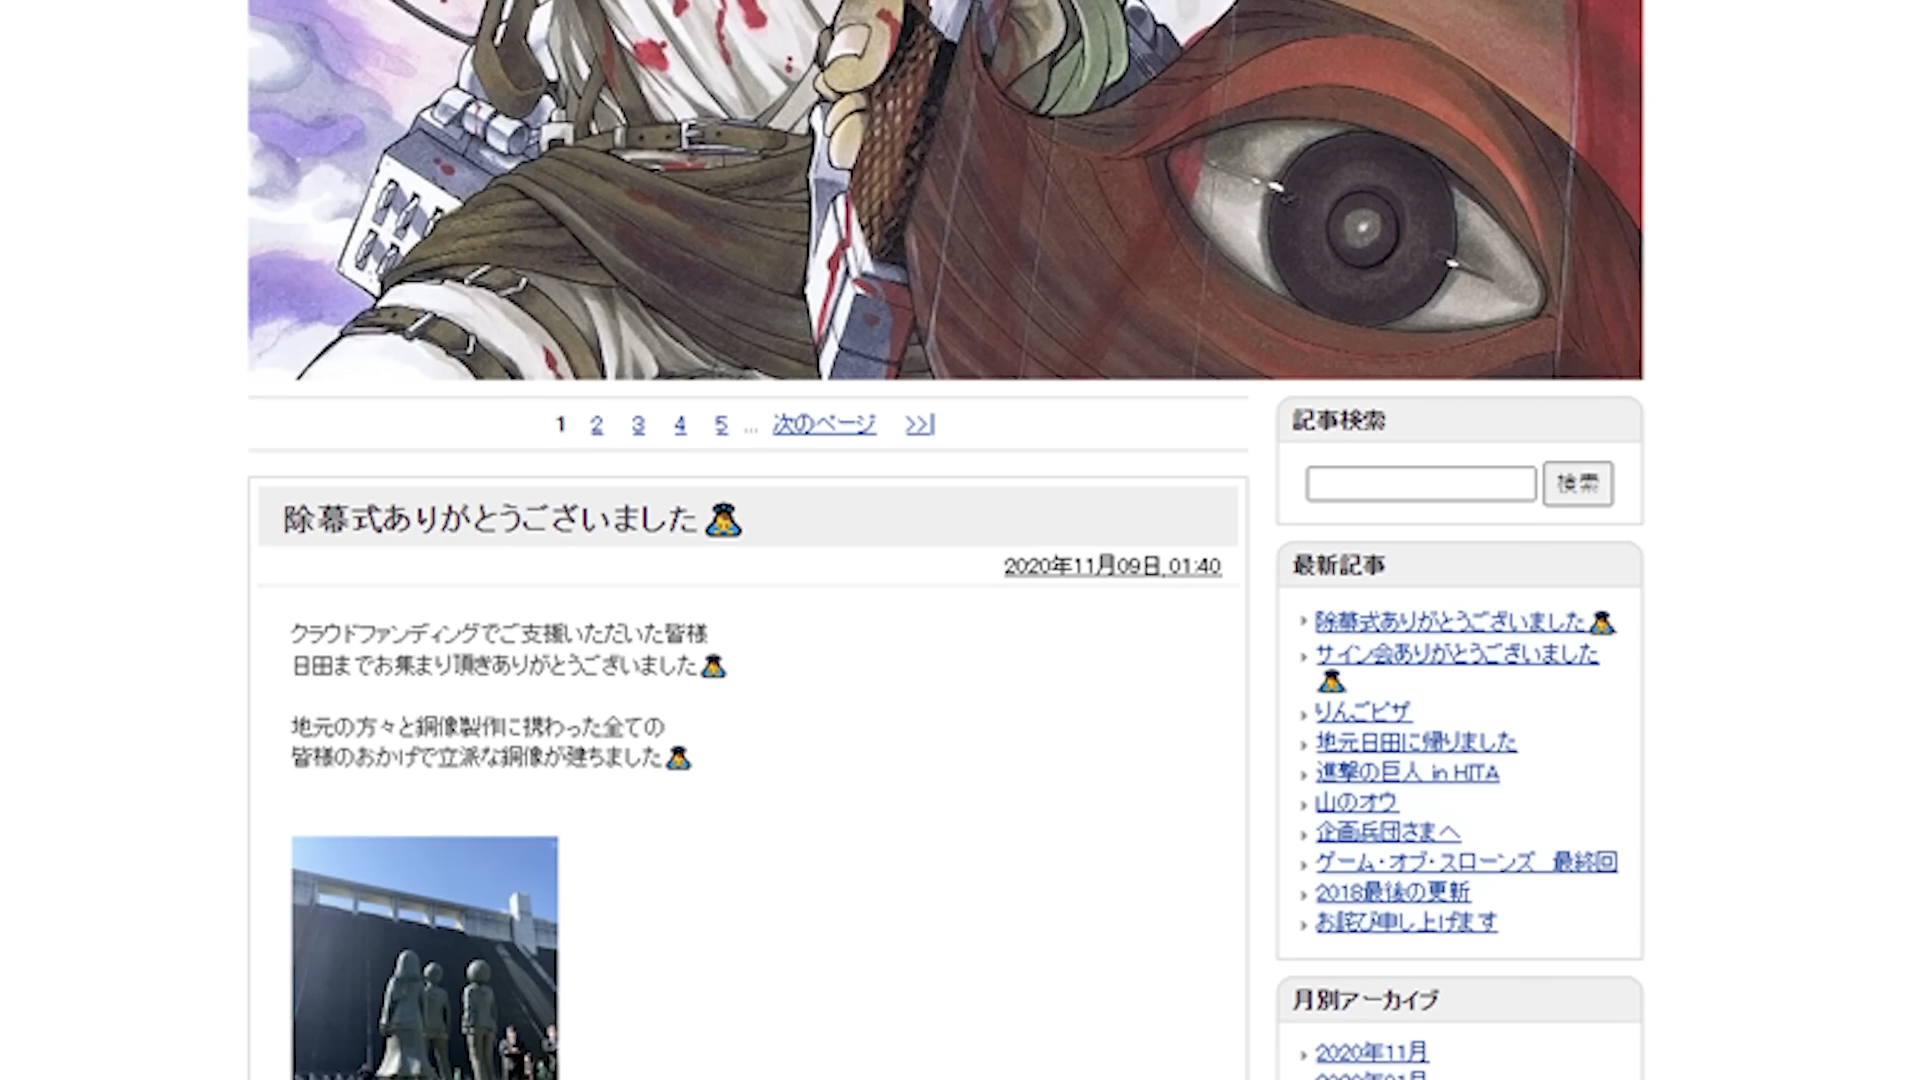 1 2 3 4 5 ... 次のページ >>|
除幕式ありがとうございました🙇
2020年11月09日, 01:40
クラウドファンディングでご支援いただいた皆様
日田までお集まり頂きありがとうございました🙇
地元の方々と銅像製作に携わった全ての
皆様のおかげで立派な銅像が建ちました🙇
記事検索
検索
最新記事
除幕式ありがとうございました🙇
サイン会ありがとうございました
🙇
りんごピザ
地元日田に帰りました
進撃の巨人 in HITA
山のオウ
企画兵団さまへ
ゲーム・オブ・スローンズ　最終回
2018最後の更新
お詫び申し上げます
月別アーカイブ
2020年11月